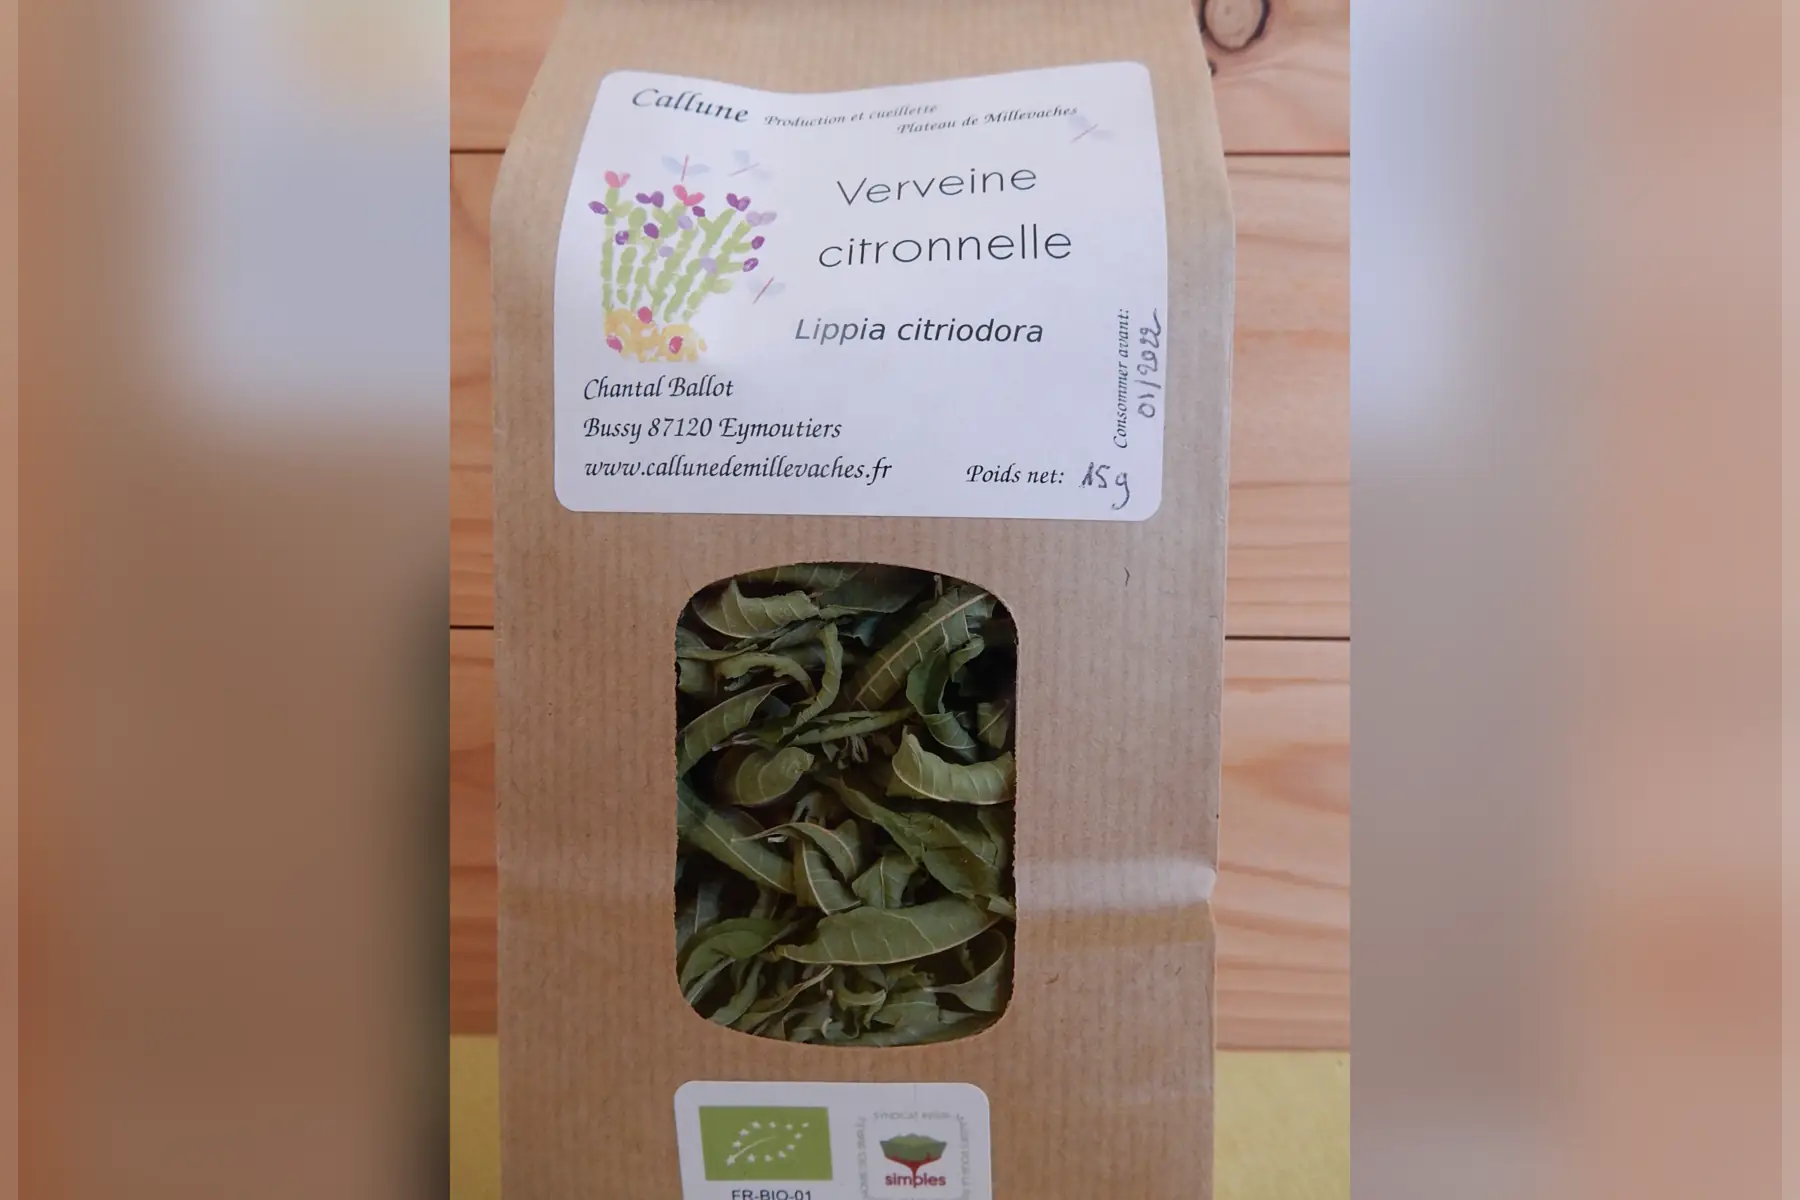 Callune
Production et cueillette
Plateau de Millevaches
Verveine
citronnelle
Lippia citriodora
Chantal Ballot
Bussy 87120 Eymoutiers
www.callunedemillevaches.fr
Poids net: 15g
Consommer avant:
01/2022
SYNDICAT
simples
FR-BIO-01